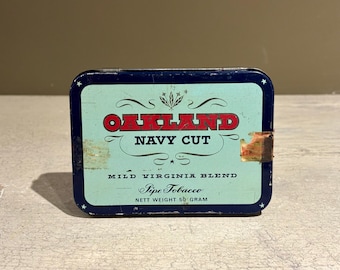 OAKLAND
NAVY CUT
MILD VIRGINIA BLEND
Pipe Tobacco
NETT WEIGHT 50 GRAM